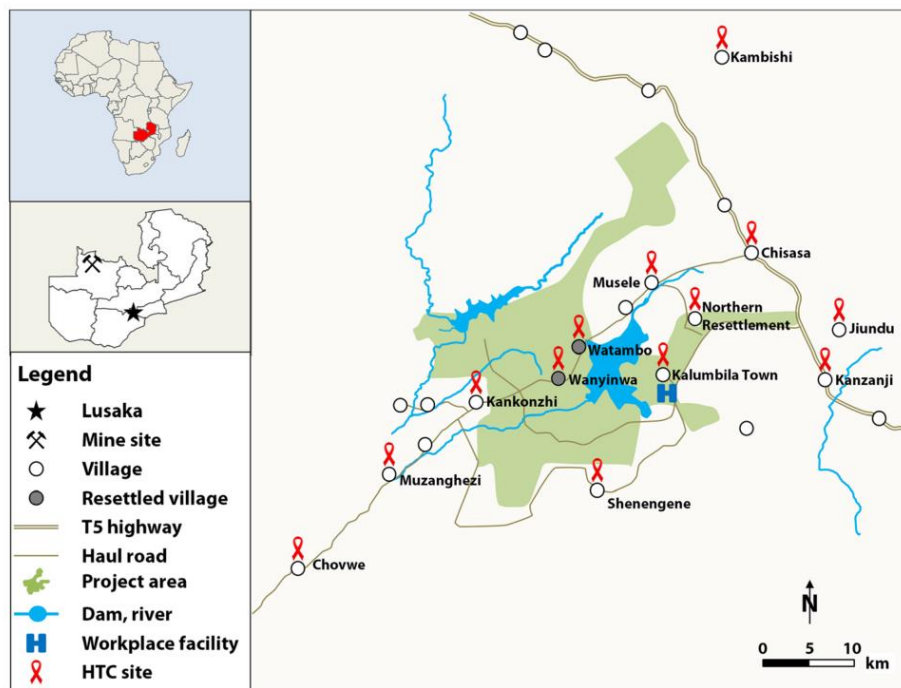 Kambishi
Chisasa
Musele
Northern
Resettlement
Jiundu
Watambo
Kalumbila Town
Wanyinwa
Kanzanji
H
Kankonzhi
Muzanghezi
Shenengene
Chovwe
Legend
Lusaka
Mine site
Village
Resettled village
T5 highway
Haul road
Project area
Dam, river
H Workplace facility
HTC site
N
0 5 10 km